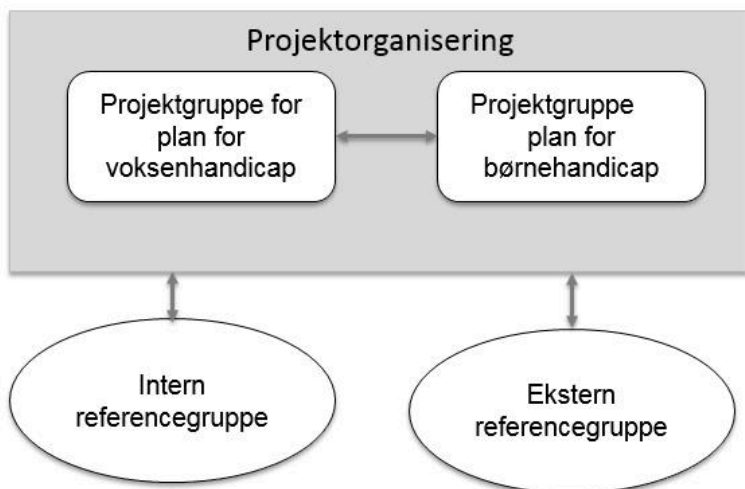 Projektorganisering
Projektgruppe for
plan for
voksenhandicap
Projektgruppe
plan for
børnehandicap
Intern
referencegruppe
Ekstern
referencegruppe